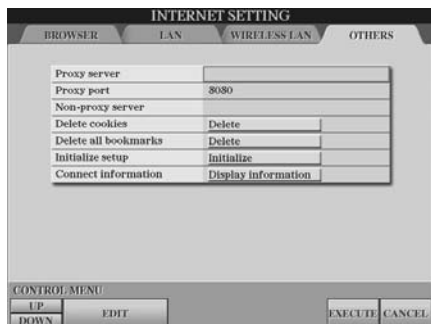 INTERNET SETTING
BROWSER LAN WIRELESS LAN OTHERS
Proxy server
Proxy port 8080
Non-proxy server
Delete cookies Delete
Delete all bookmarks Delete
Initialize setup Initialize
Connect information Display information
CONTROL MENU
UP
DOWN EDIT EXECUTE CANCEL